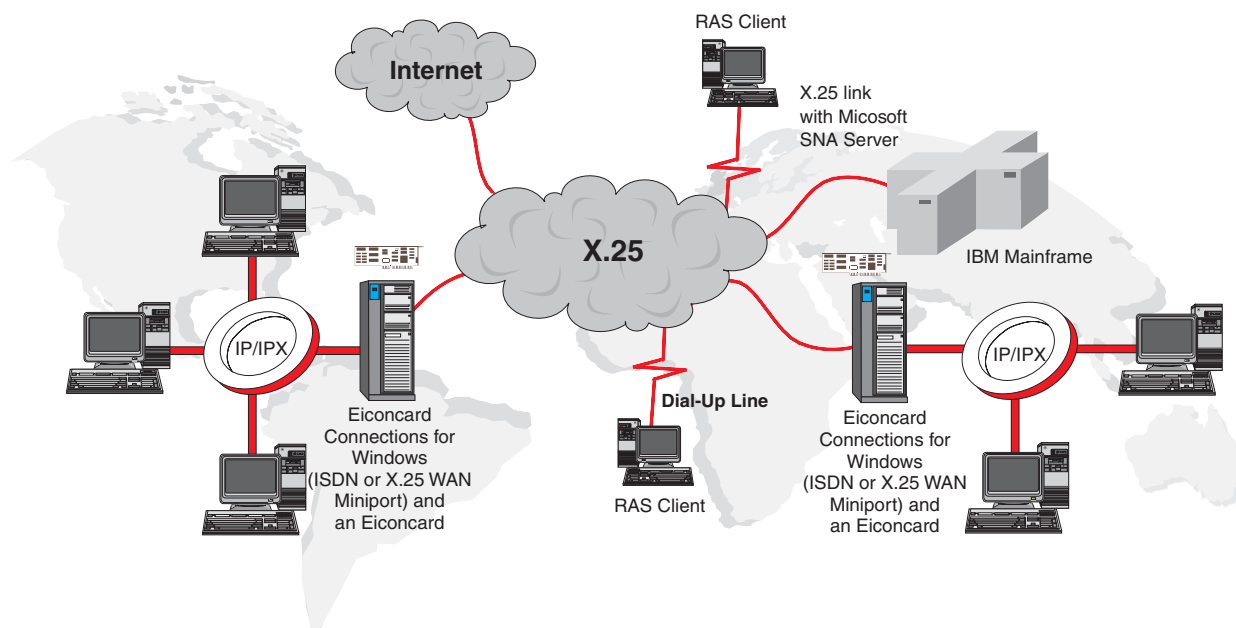 RAS Client
Internet
X.25 link
with Micosoft
SNA Server
X.25
IBM Mainframe
IP/IPX
IP/IPX
Dial-Up Line
Eiconcard
Connections for
Windows
(ISDN or X.25 WAN
Miniport) and
an Eiconcard
RAS Client
Eiconcard
Connections for
Windows
(ISDN or X.25 WAN
Miniport) and
an Eiconcard